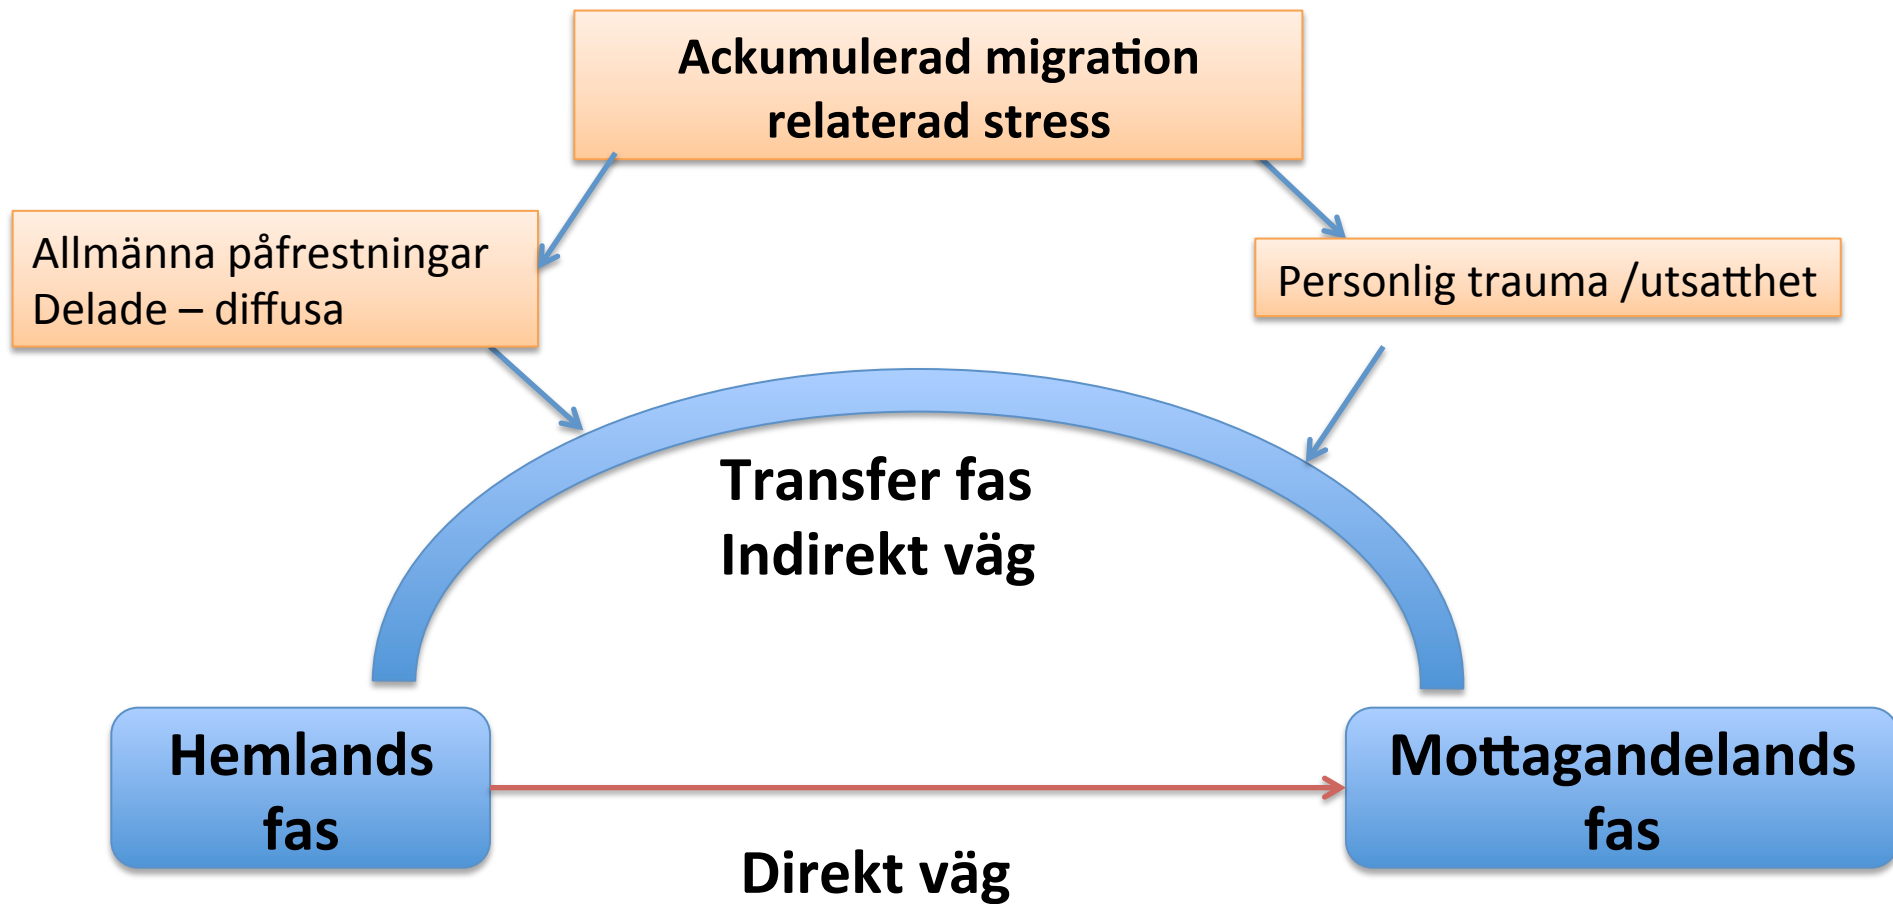 Ackumulerad migration
relaterad stress
Allmänna påfrestningar
Delade – diffusa
Personlig trauma /utsatthet
Transfer fas
Indirekt väg
Hemlands
fas
Mottagandelands
fas
Direkt väg